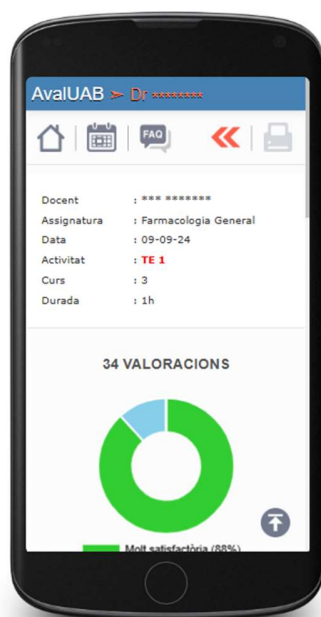 AvalUAB ➣ Dr ********
FAQ
Docent : *** *******
Assignatura : Farmacologia General
Data : 09-09-24
Activitat : TE 1
Curs : 3
Durada : 1h
34 VALORACIONS
Molt satisfactòria (88%)